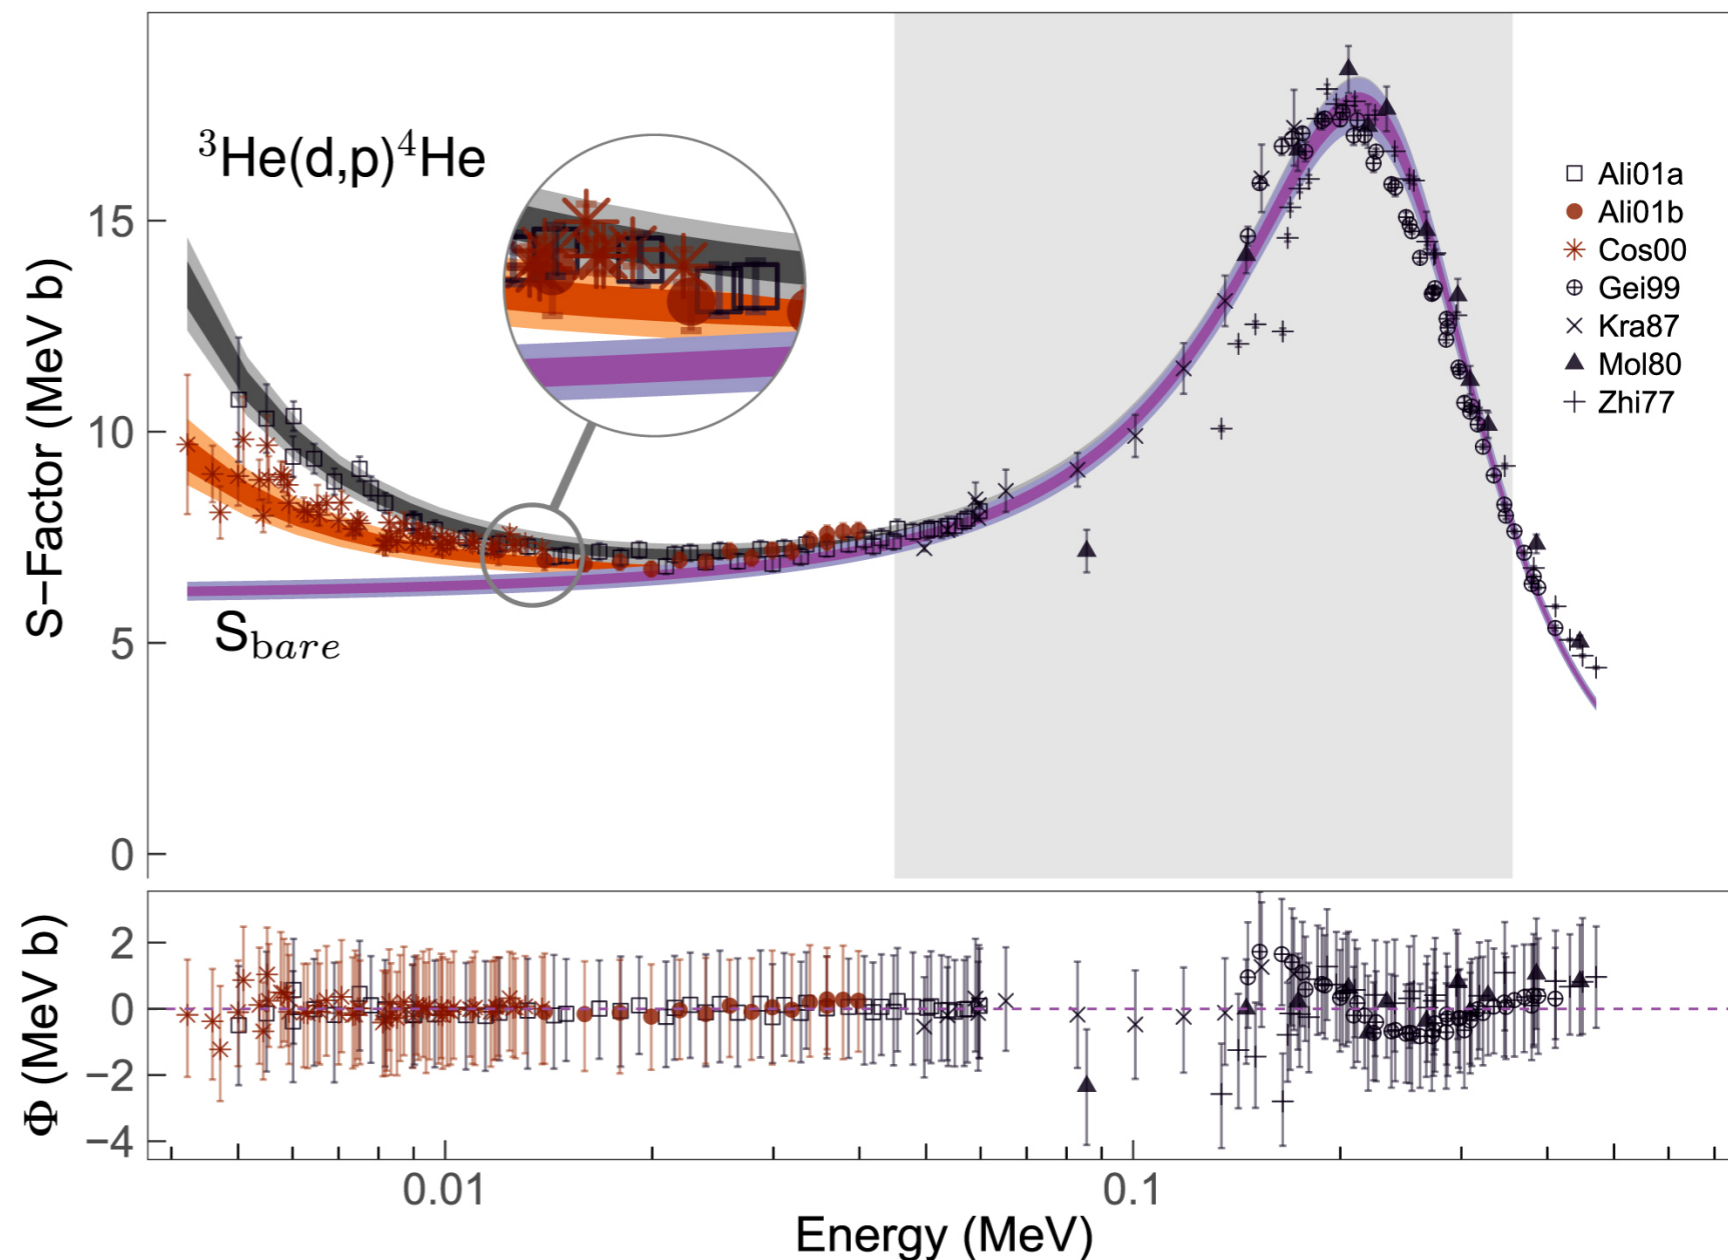 ³He(d,p)⁴He
S−Factor (MeV b)
15
10
5
0
S_bare
Ali01a
Ali01b
Cos00
Gei99
Kra87
Mol80
Zhi77
Φ (MeV b)
2
0
−2
−4
0.01
0.1
Energy (MeV)